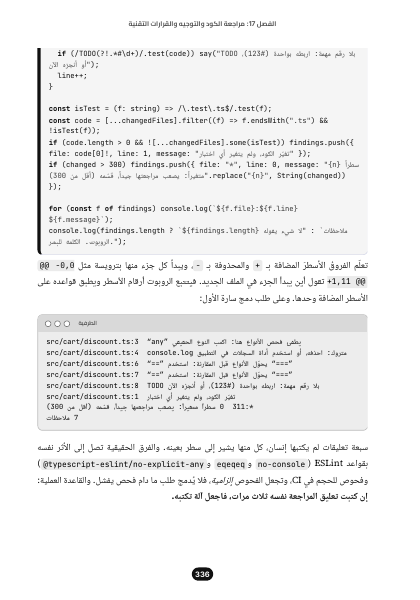 الفصل 17: مراجعة الكود والتوجيه والقرارات التقنية
if (/TODO(?!.*#\d+)/.test(code)) say("TODO بلا رقم مهمة: اربطه بواحدة (#123)،
أو أنجزه الآن");
line++;
}
const isTest = (f: string) => /\.test\.ts$/.test(f);
const code = [...changedFiles].filter((f) => f.endsWith(".ts") &&
!isTest(f));
if (code.length > 0 && ![...changedFiles].some(isTest)) findings.push({
file: code[0]!, line: 1, message: "تغيّر الكود، ولم يتغير أي اختبار" });
if (changed > 300) findings.push({ file: "*", line: 0, message: "{n} سطراً
متغيراً: يصعب مراجعتها جيداً، قسّمه (أقل من 300)".replace("{n}", String(changed))
});
for (const f of findings) console.log(`${f.file}:${f.line}
${f.message}`);
console.log(findings.length ? `${findings.length} ملاحظات` : "لا شيء يقوله
الروبوت. الكلمة للبشر.");
تعلّم الفروقُ الأسطرَ المضافة بـ + والمحذوفة بـ -، ويبدأ كل جزء منها بترويسة مثل @@ -0,0
+1,11 @@ تقول أين يبدأ الجزء في الملف الجديد. فيتتبع الروبوت أرقام الأسطر ويطبق قواعده على
الأسطر المضافة وحدها. وعلى طلب دمج سارة الأول:
الطرفية
src/cart/discount.ts:3 "any" يطفئ فحص الأنواع هنا: اكتب النوع الحقيقي
src/cart/discount.ts:4 console.log متروك: احذفه، أو استخدم أداة السجلات في التطبيق
src/cart/discount.ts:6 "==" يحوّل الأنواع قبل المقارنة: استخدم "==="
src/cart/discount.ts:7 "==" يحوّل الأنواع قبل المقارنة: استخدم "==="
src/cart/discount.ts:8 TODO بلا رقم مهمة: اربطه بواحدة (#123)، أو أنجزه الآن
src/cart/discount.ts:1 تغيّر الكود، ولم يتغير أي اختبار
*:0 311 سطراً متغيراً: يصعب مراجعتها جيداً، قسّمه (أقل من 300)
7 ملاحظات
سبعة تعليقات لم يكتبها إنسان، كل منها يشير إلى سطر بعينه. والفرق الحقيقية تصل إلى الأثر نفسه
بقواعد ESLint (no-console و eqeqeq و @typescript-eslint/no-explicit-any)
وفحوص للحجم في CI، وتجعل الفحوص إلزامية، فلا يُدمج طلب ما دام فحص يفشل. والقاعدة العملية:
إن كتبت تعليق المراجعة نفسه ثلاث مرات، فاجعل آلة تكتبه.
336